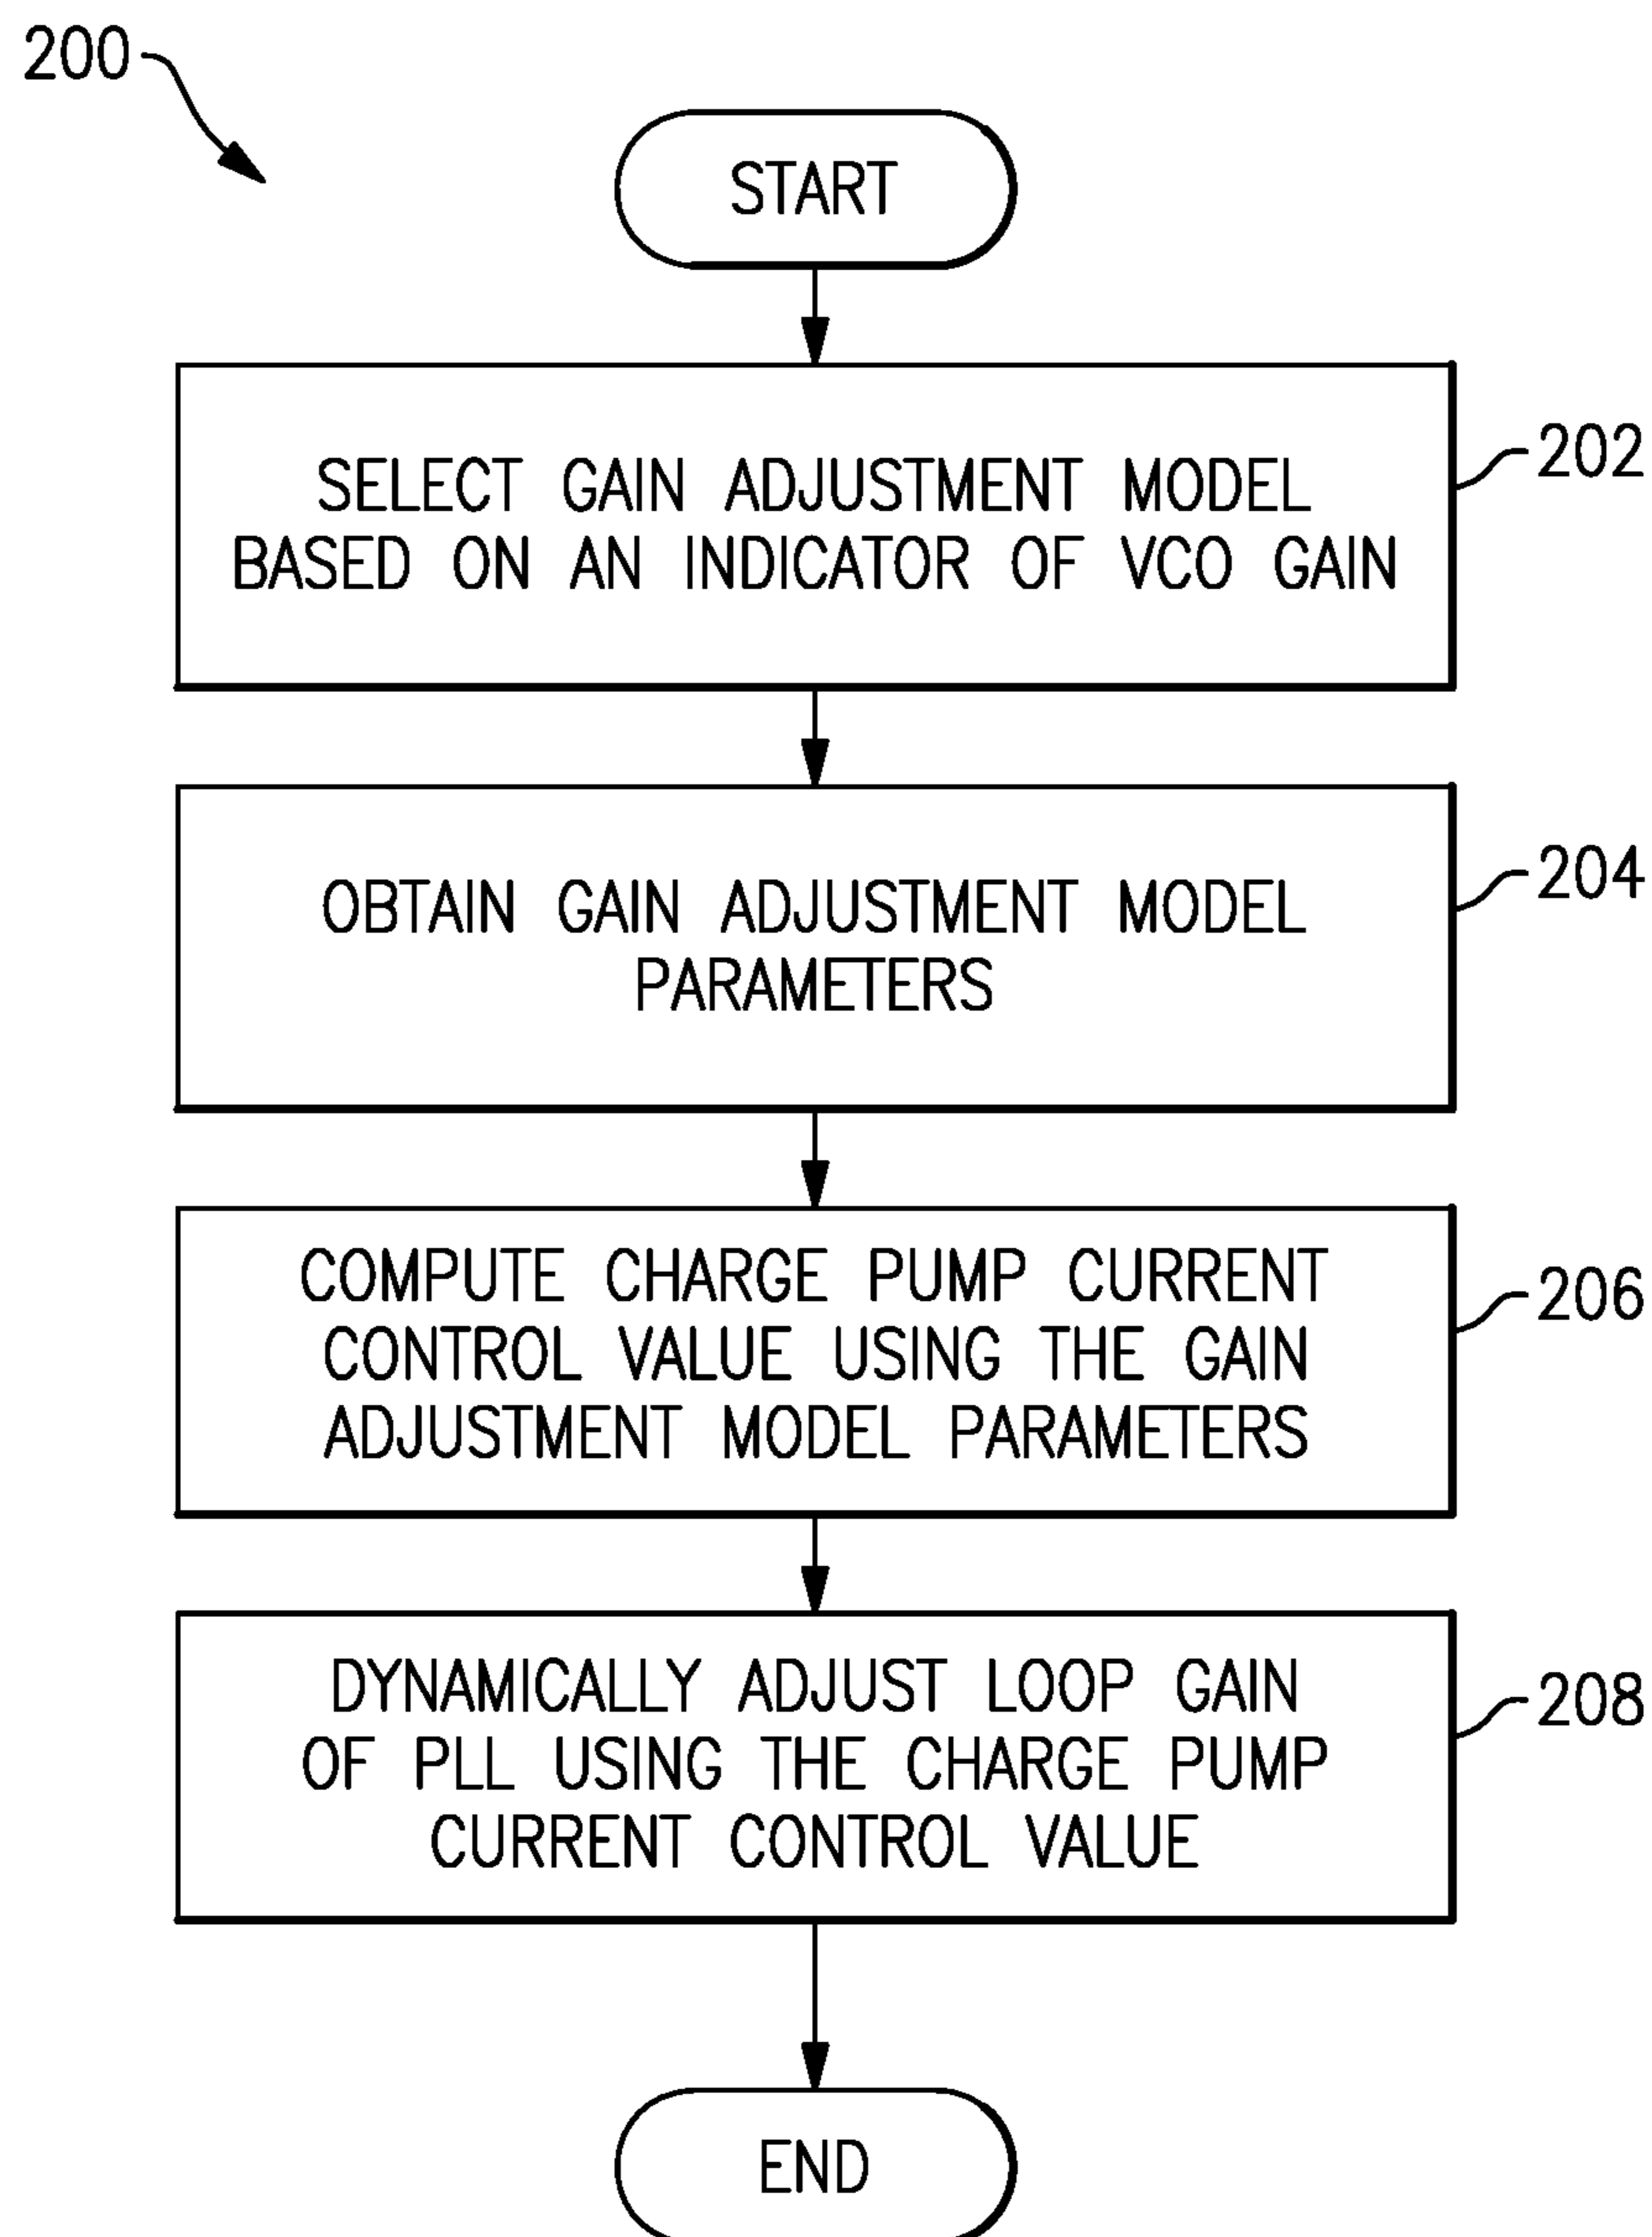 200
START
SELECT GAIN ADJUSTMENT MODEL
BASED ON AN INDICATOR OF VCO GAIN
202
OBTAIN GAIN ADJUSTMENT MODEL
PARAMETERS
204
COMPUTE CHARGE PUMP CURRENT
CONTROL VALUE USING THE GAIN
ADJUSTMENT MODEL PARAMETERS
206
DYNAMICALLY ADJUST LOOP GAIN
OF PLL USING THE CHARGE PUMP
CURRENT CONTROL VALUE
208
END